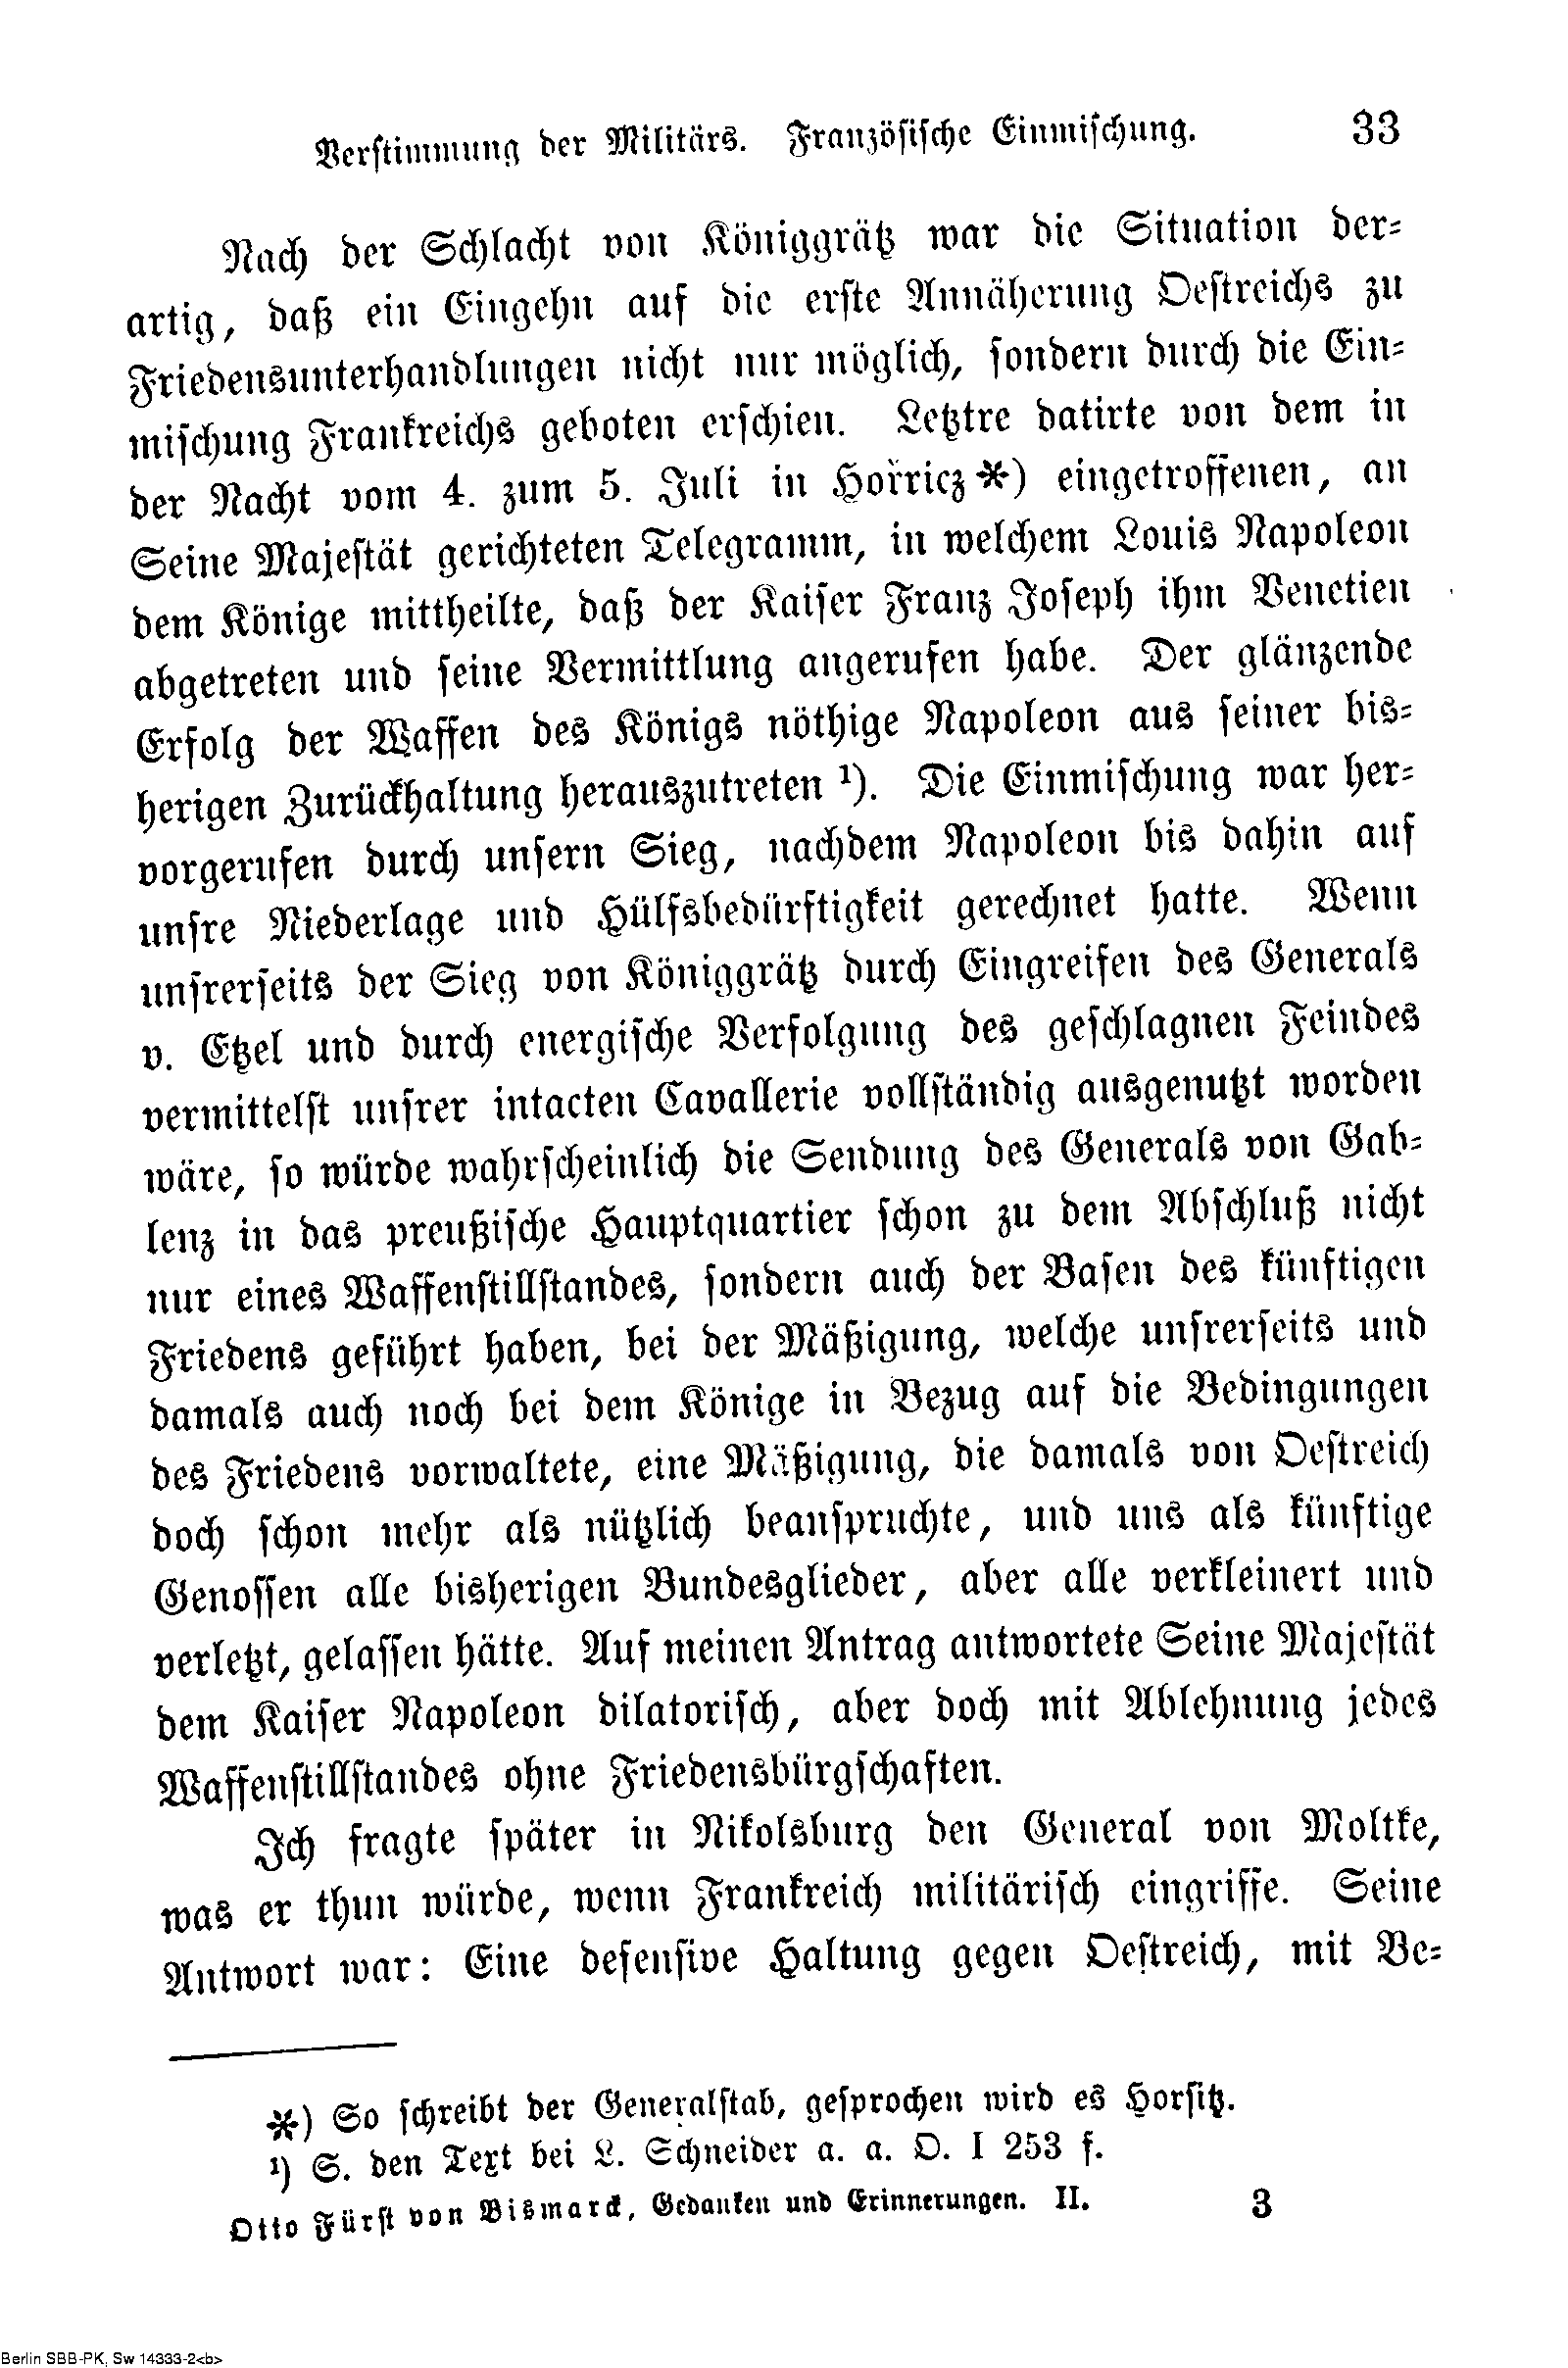 Verstimmung der Militärs. Französische Einmischung. 33
Nach der Schlacht von Königgrätz war die Situation der-
artig, daß ein Eingehn auf die erste Annäherung Oestreichs zu
Friedensunterhandlungen nicht nur möglich, sondern durch die Ein-
mischung Frankreichs geboten erschien. Letztre datirte von dem in
der Nacht vom 4. zum 5. Juli in Hořricz *) eingetroffenen, an
Seine Majestät gerichteten Telegramm, in welchem Louis Napoleon
dem Könige mittheilte, daß der Kaiser Franz Joseph ihm Venetien
abgetreten und seine Vermittlung angerufen habe. Der glänzende
Erfolg der Waffen des Königs nöthige Napoleon aus seiner bis-
herigen Zurückhaltung herauszutreten ¹). Die Einmischung war her-
vorgerufen durch unsern Sieg, nachdem Napoleon bis dahin auf
unsre Niederlage und Hülfsbedürftigkeit gerechnet hatte. Wenn
unsrerseits der Sieg von Königgrätz durch Eingreifen des Generals
v. Etzel und durch energische Verfolgung des geschlagnen Feindes
vermittelst unsrer intacten Cavallerie vollständig ausgenutzt worden
wäre, so würde wahrscheinlich die Sendung des Generals von Gab-
lenz in das preußische Hauptquartier schon zu dem Abschluß nicht
nur eines Waffenstillstandes, sondern auch der Basen des künftigen
Friedens geführt haben, bei der Mäßigung, welche unsrerseits und
damals auch noch bei dem Könige in Bezug auf die Bedingungen
des Friedens vorwaltete, eine Mäßigung, die damals von Oestreich
doch schon mehr als nützlich beanspruchte, und uns als künftige
Genossen alle bisherigen Bundesglieder, aber alle verkleinert und
verletzt, gelassen hätte. Auf meinen Antrag antwortete Seine Majestät
dem Kaiser Napoleon dilatorisch, aber doch mit Ablehnung jedes
Waffenstillstandes ohne Friedensbürgschaften.
Ich fragte später in Nikolsburg den General von Moltke,
was er thun würde, wenn Frankreich militärisch eingriffe. Seine
Antwort war: Eine defensive Haltung gegen Oestreich, mit Be-
*) So schreibt der Generalstab, gesprochen wird es Horsitz.
¹) S. den Text bei L. Schneider a. a. O. I 253 f.
Otto Fürst von Bismarck, Gedanken und Erinnerungen. II. 3
Berlin SBB-PK, Sw 14333-2<b>